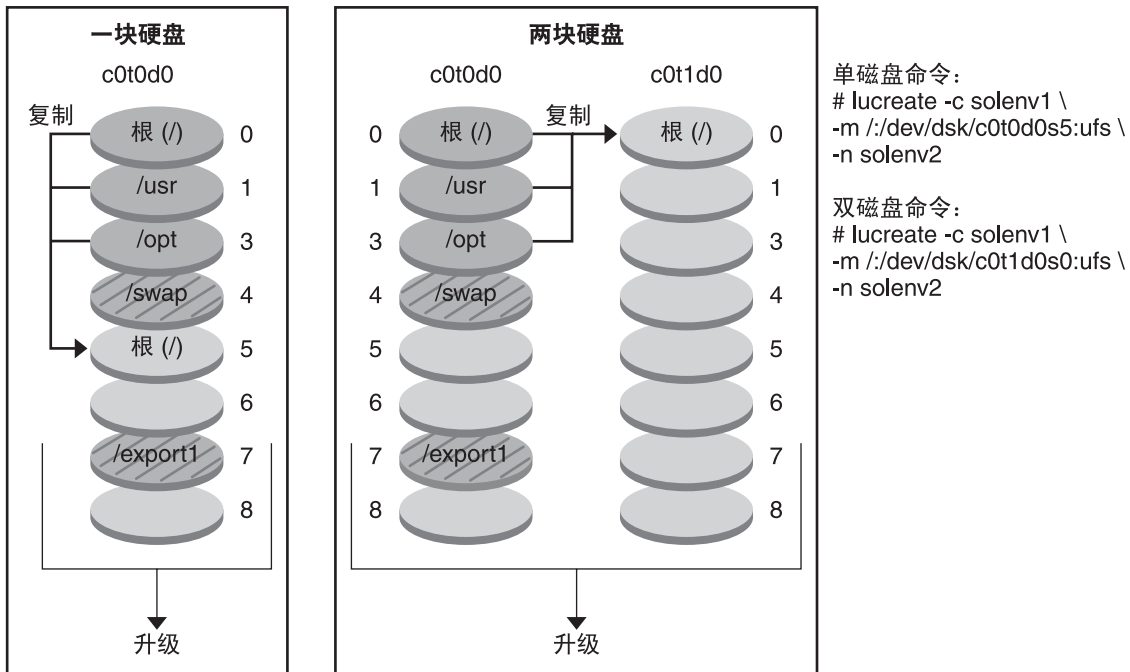 一块硬盘
c0t0d0
复制
根 (/)
0
/usr
1
/opt
3
/swap
4
根 (/)
5
6
/export1
7
8
升级
两块硬盘
c0t0d0
c0t1d0
复制
0
根 (/)
根 (/)
0
1
/usr
1
3
/opt
3
4
/swap
4
5
5
6
6
7
/export1
7
8
8
升级
单磁盘命令：
# lucreate -c solenv1 \
-m /:/dev/dsk/c0t0d0s5:ufs \
-n solenv2
双磁盘命令：
# lucreate -c solenv1 \
-m /:/dev/dsk/c0t1d0s0:ufs \
-n solenv2